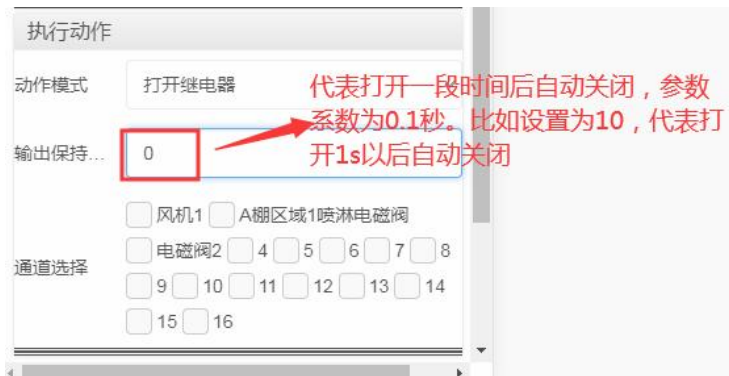 执行动作
动作模式 打开继电器
代表打开一段时间后自动关闭，参数
系数为0.1秒。比如设置为10，代表打
开1s以后自动关闭
输出保持... 0
风机1 A棚区域1喷淋电磁阀
电磁阀2 4 5 6 7 8
通道选择
9 10 11 12 13 14
15 16